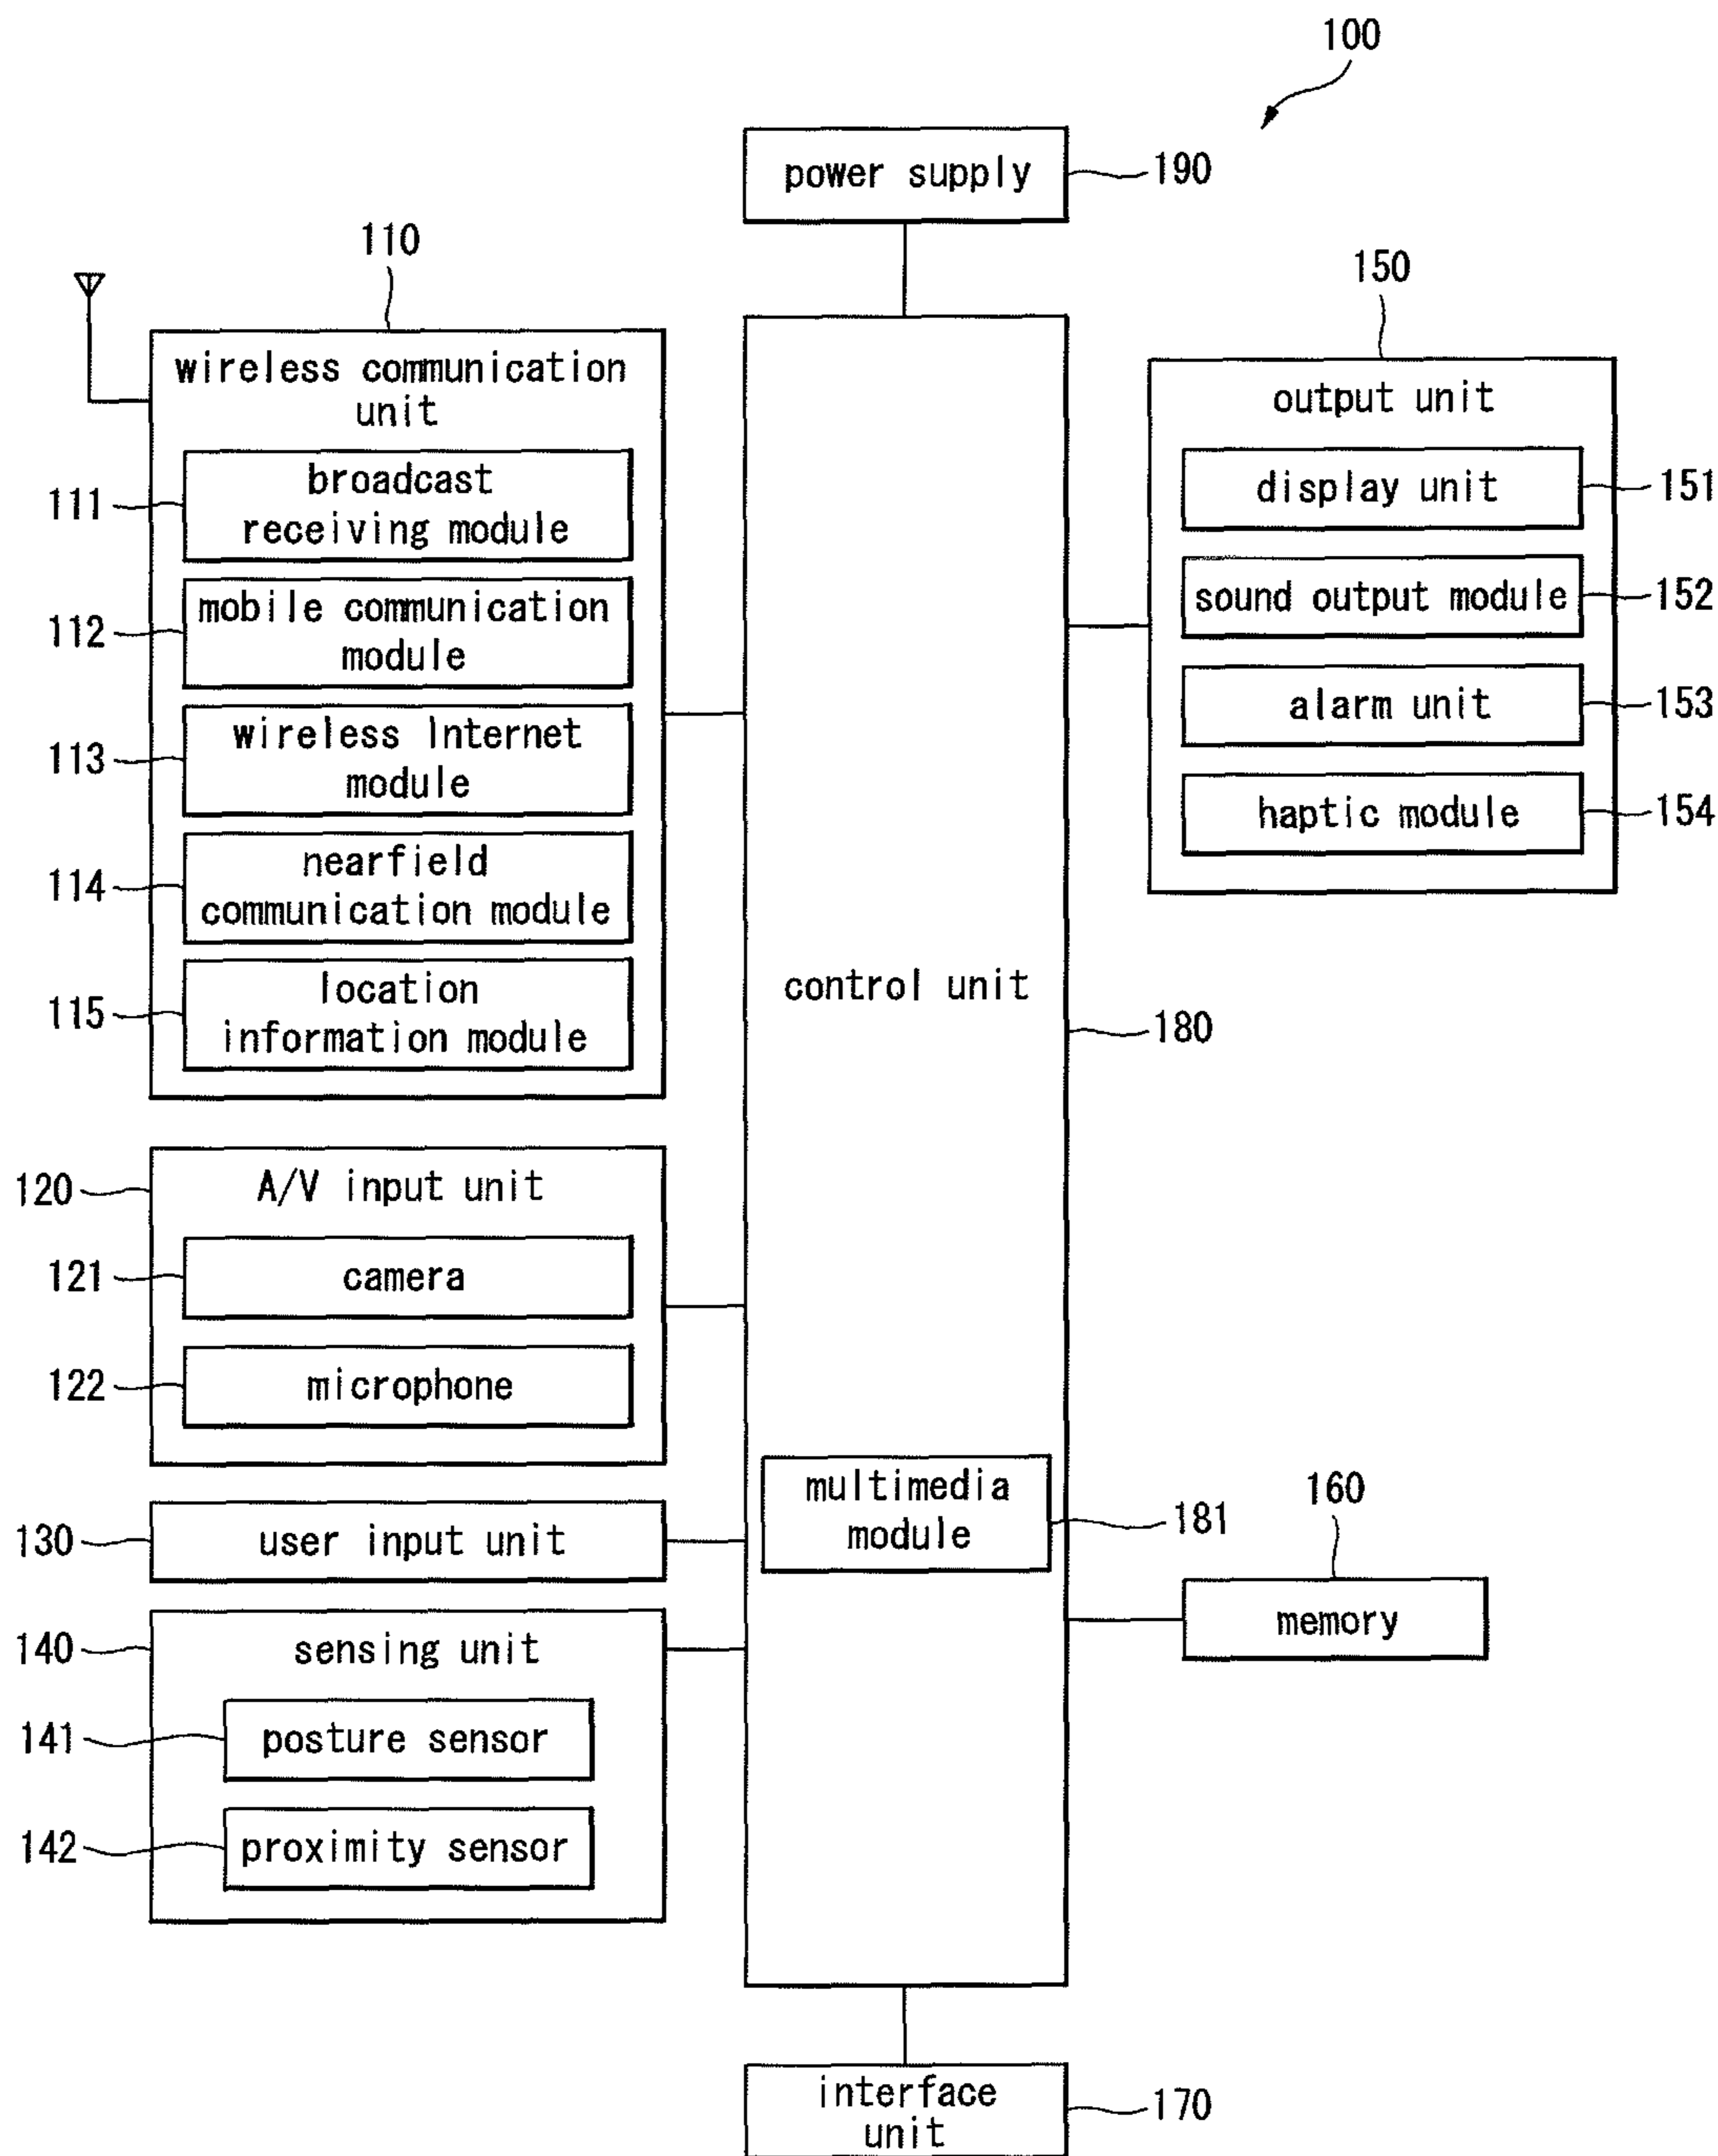 100
power supply
190
110
wireless communication
unit
111
broadcast
receiving module
112
mobile communication
module
113
wireless Internet
module
114
nearfield
communication module
115
location
information module
120
A/V input unit
121
camera
122
microphone
130
user input unit
140
sensing unit
141
posture sensor
142
proximity sensor
control unit
180
multimedia
module
181
150
output unit
display unit
151
sound output module
152
alarm unit
153
haptic module
154
160
memory
interface
unit
170